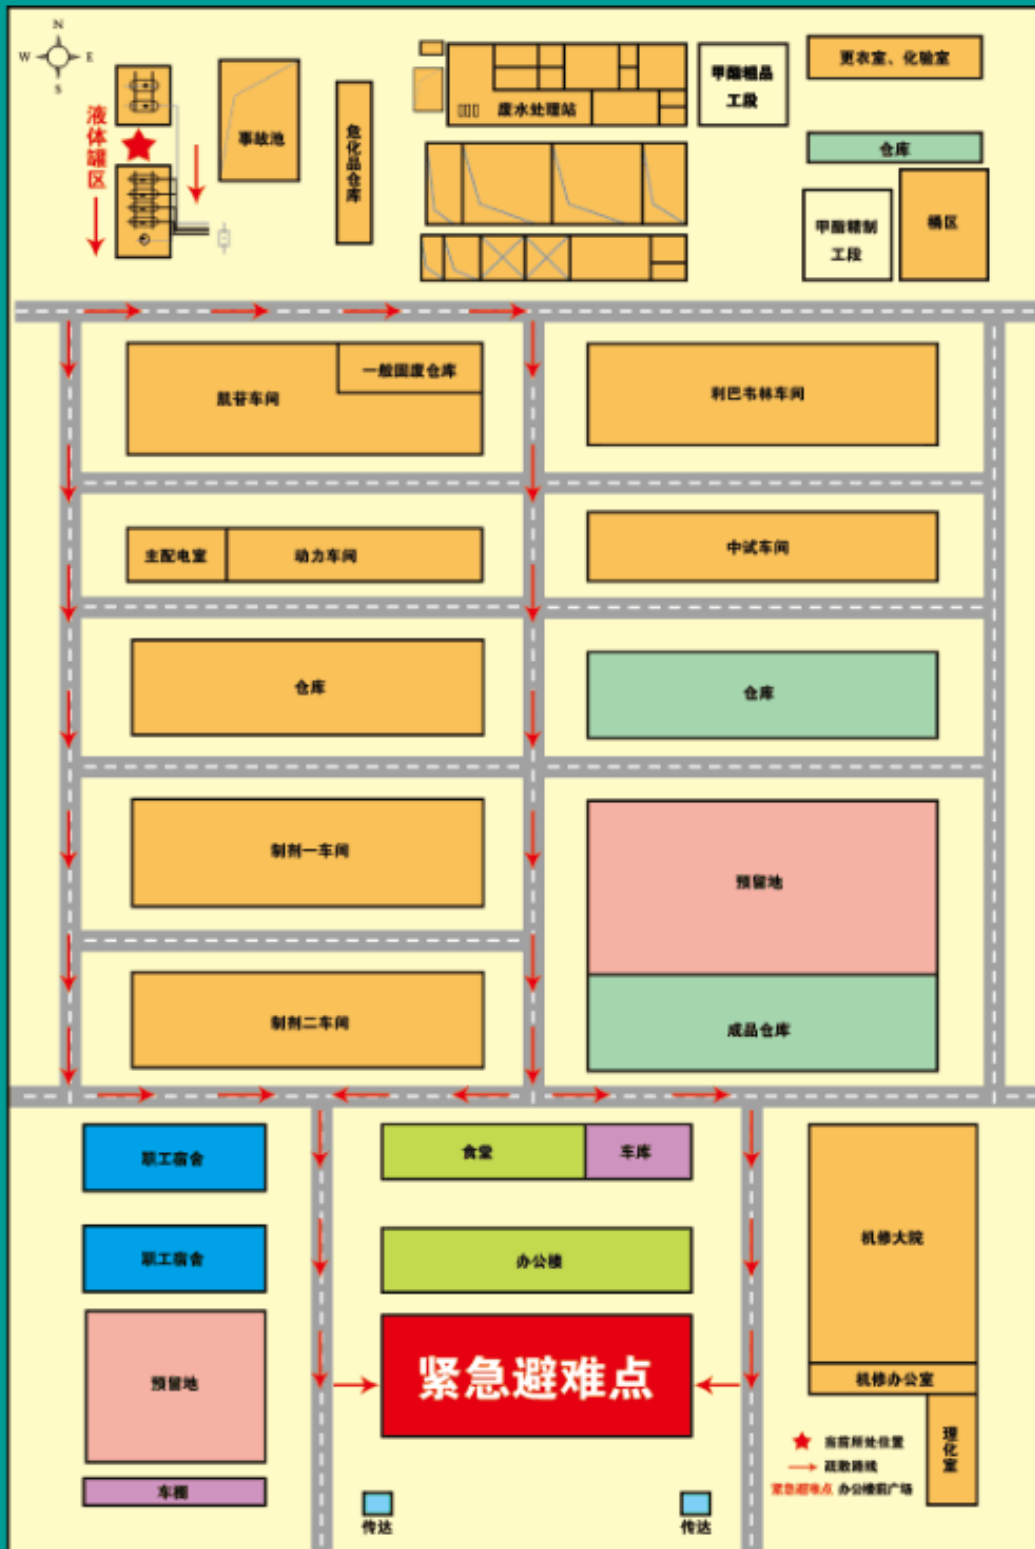 N
W
E
S
液体罐区
事故池
危化品仓库
废水处理站
甲酯粗品
工段
更衣室、化验室
仓库
甲酯精制
工段
桶区
肌苷车间
一般固废仓库
利巴韦林车间
主配电室
动力车间
中试车间
仓库
仓库
制剂一车间
预留地
制剂二车间
成品仓库
职工宿舍
食堂
车库
机修大院
职工宿舍
办公楼
预留地
紧急避难点
机修办公室
理化室
当前所处位置
疏散路线
紧急避难点 办公楼前广场
车棚
传达
传达